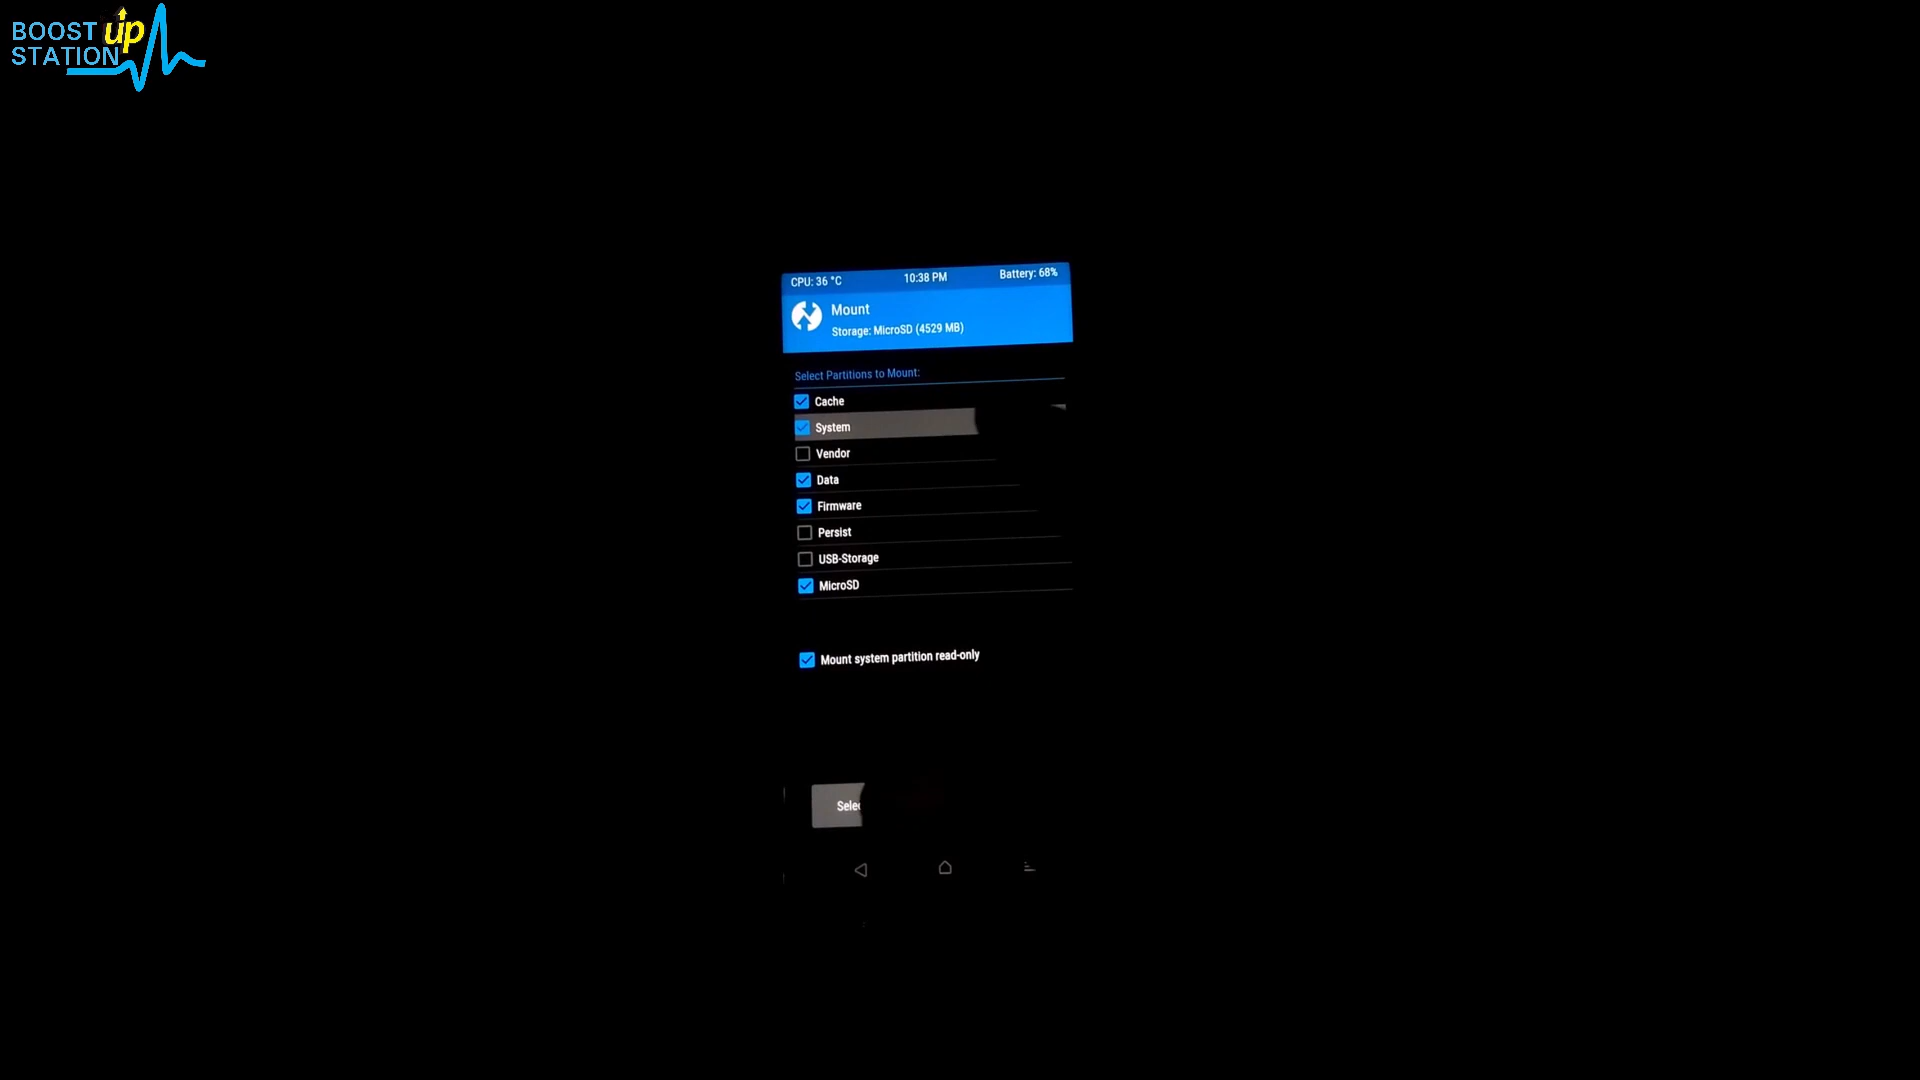 BOOST up
STATION
CPU: 36 °C 10:38 PM Battery: 68%
Mount
Storage: MicroSD (4529 MB)
Select Partitions to Mount:
Cache
System
Vendor
Data
Firmware
Persist
USB-Storage
MicroSD
Mount system partition read-only